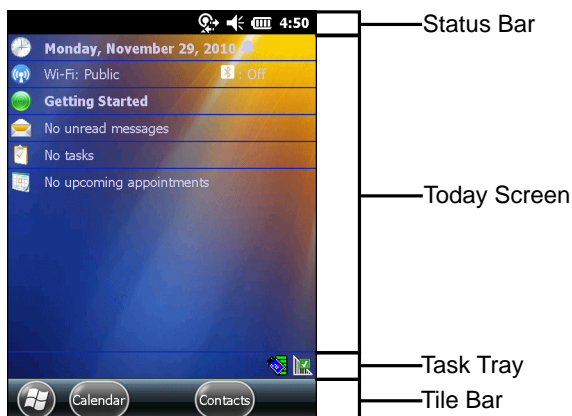 4:50
Status Bar
Monday, November 29, 2010
Wi-Fi: Public : Off
Getting Started
No unread messages
No tasks
No upcoming appointments
Today Screen
Task Tray
Calendar Contacts
Tile Bar